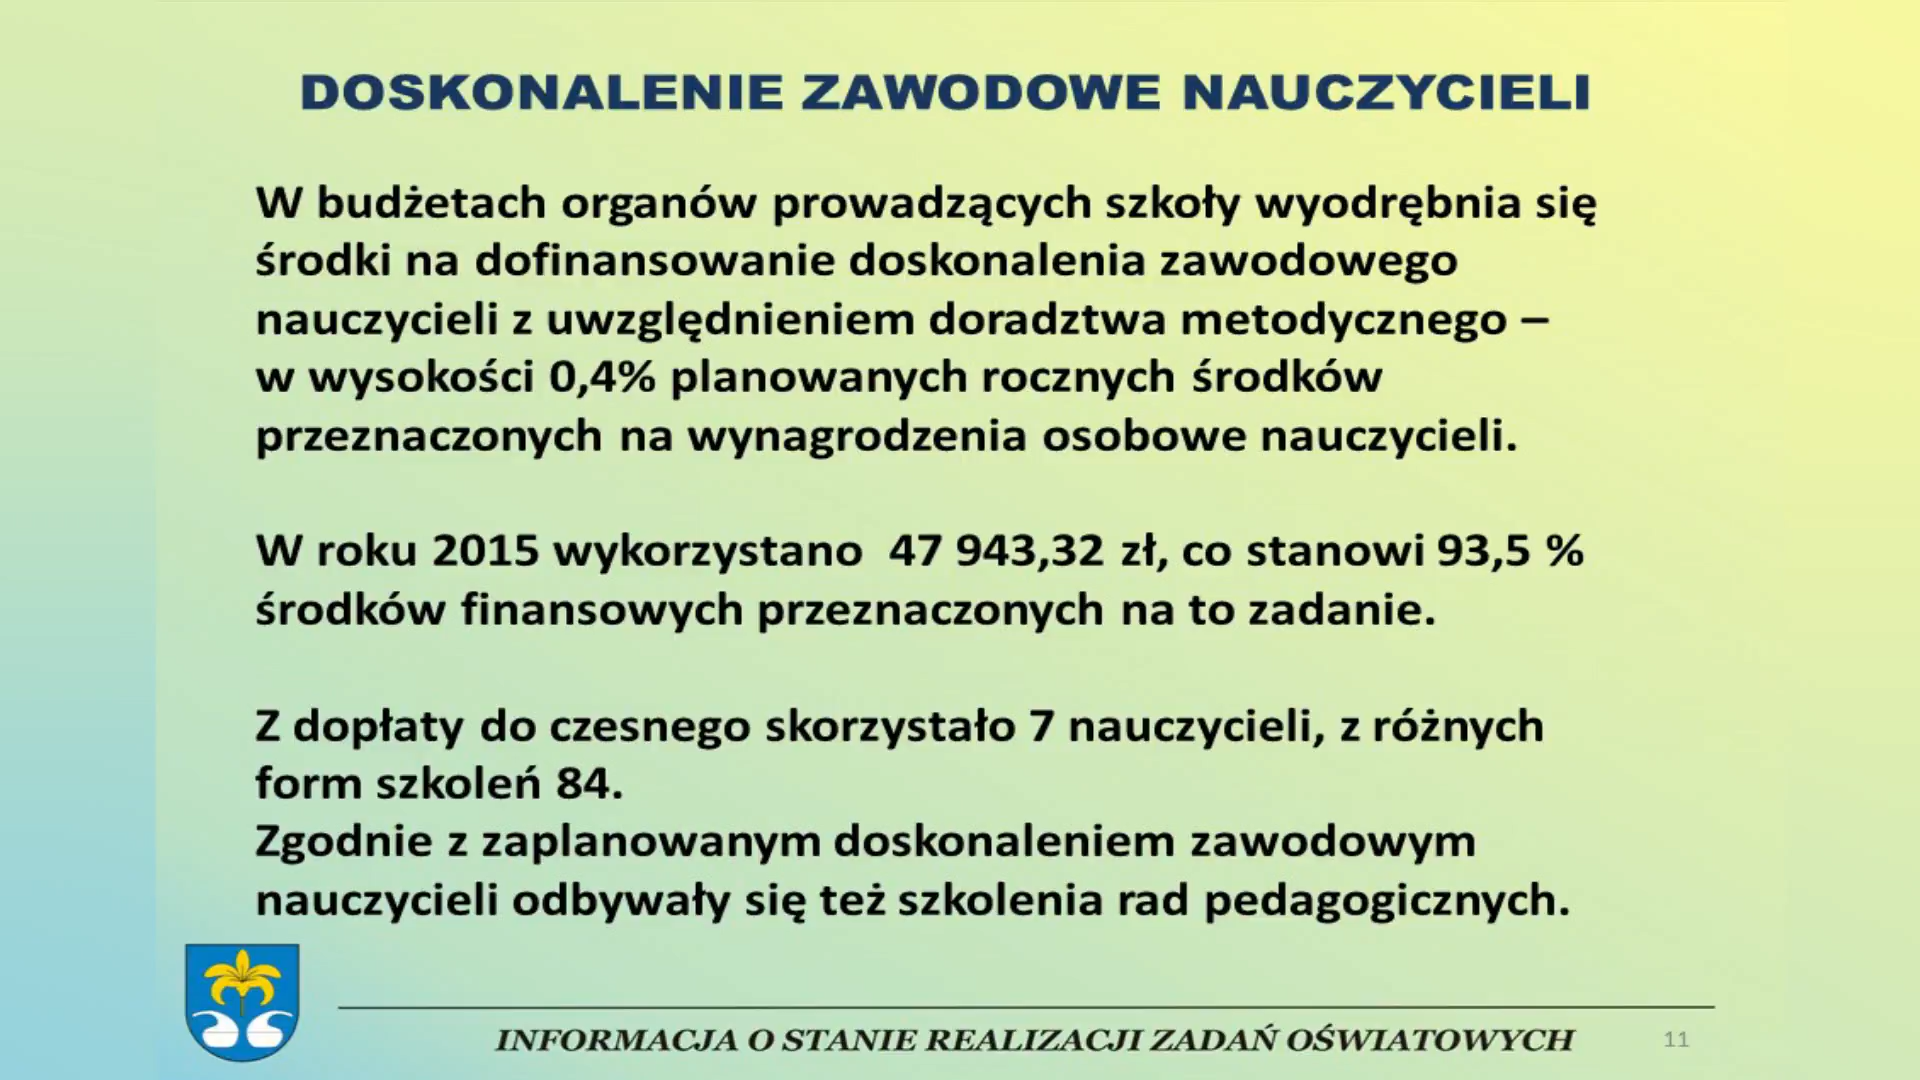 DOSKONALENIE ZAWODOWE NAUCZYCIELI
W budżetach organów prowadzących szkoły wyodrębnia się
środki na dofinansowanie doskonalenia zawodowego
nauczycieli z uwzględnieniem doradztwa metodycznego –
w wysokości 0,4% planowanych rocznych środków
przeznaczonych na wynagrodzenia osobowe nauczycieli.
W roku 2015 wykorzystano 47 943,32 zł, co stanowi 93,5 %
środków finansowych przeznaczonych na to zadanie.
Z dopłaty do czesnego skorzystało 7 nauczycieli, z różnych
form szkoleń 84.
Zgodnie z zaplanowanym doskonaleniem zawodowym
nauczycieli odbywały się też szkolenia rad pedagogicznych.
INFORMACJA O STANIE REALIZACJI ZADAŃ OŚWIATOWYCH
11